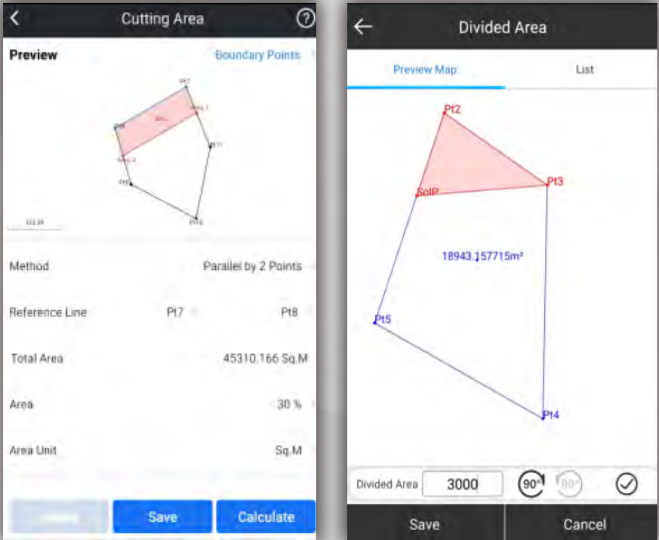 Cutting Area
?
Preview
Boundary Points
Pt7
Pt11
Method
Parallel by 2 Points
Reference Line
Pt7
Pt8
Total Area
45310.166 Sq.M
Area
30 %
Area Unit
Sq.M
Save
Calculate
Divided Area
Preview Map
List
Pt2
Pt3
SolP
18943.157715m²
Pt5
Pt4
Divided Area
3000
90°
90°
Save
Cancel